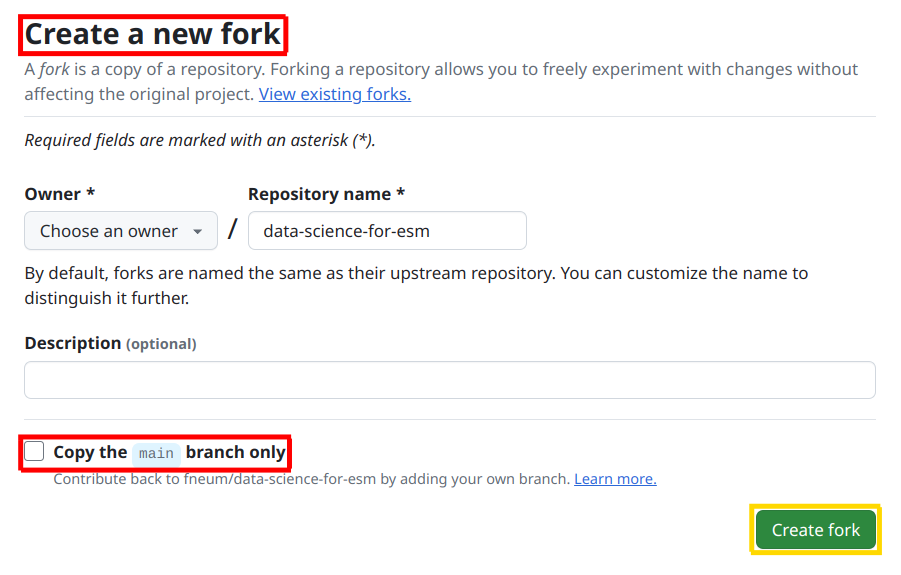 Create a new fork
A fork is a copy of a repository. Forking a repository allows you to freely experiment with changes without
affecting the original project. View existing forks.
Required fields are marked with an asterisk (*).
Owner * Repository name *
Choose an owner / data-science-for-esm
By default, forks are named the same as their upstream repository. You can customize the name to
distinguish it further.
Description (optional)
Copy the main branch only
Contribute back to fneum/data-science-for-esm by adding your own branch. Learn more.
Create fork